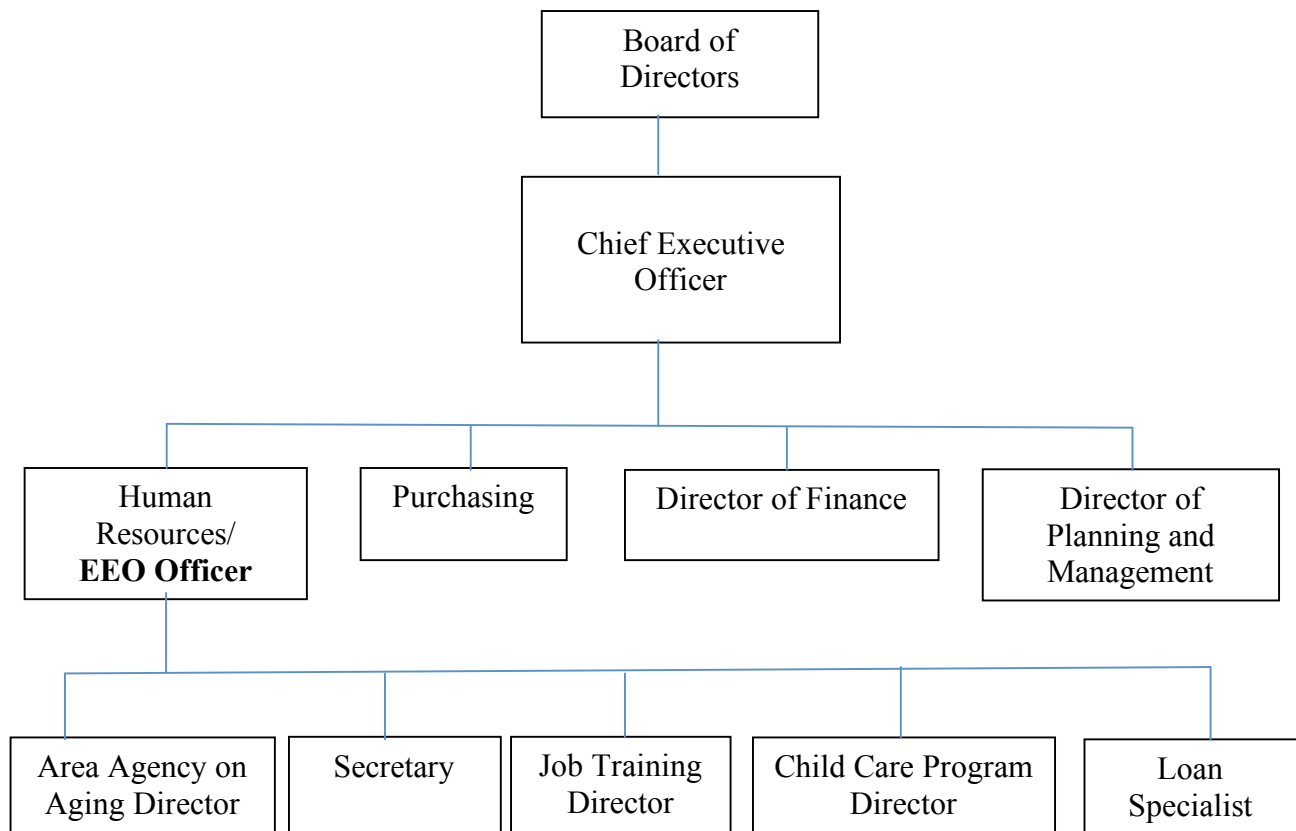 Board of
Directors
Chief Executive
Officer
Human
Resources/
EEO Officer
Purchasing
Director of Finance
Director of
Planning and
Management
Area Agency on
Aging Director
Secretary
Job Training
Director
Child Care Program
Director
Loan
Specialist